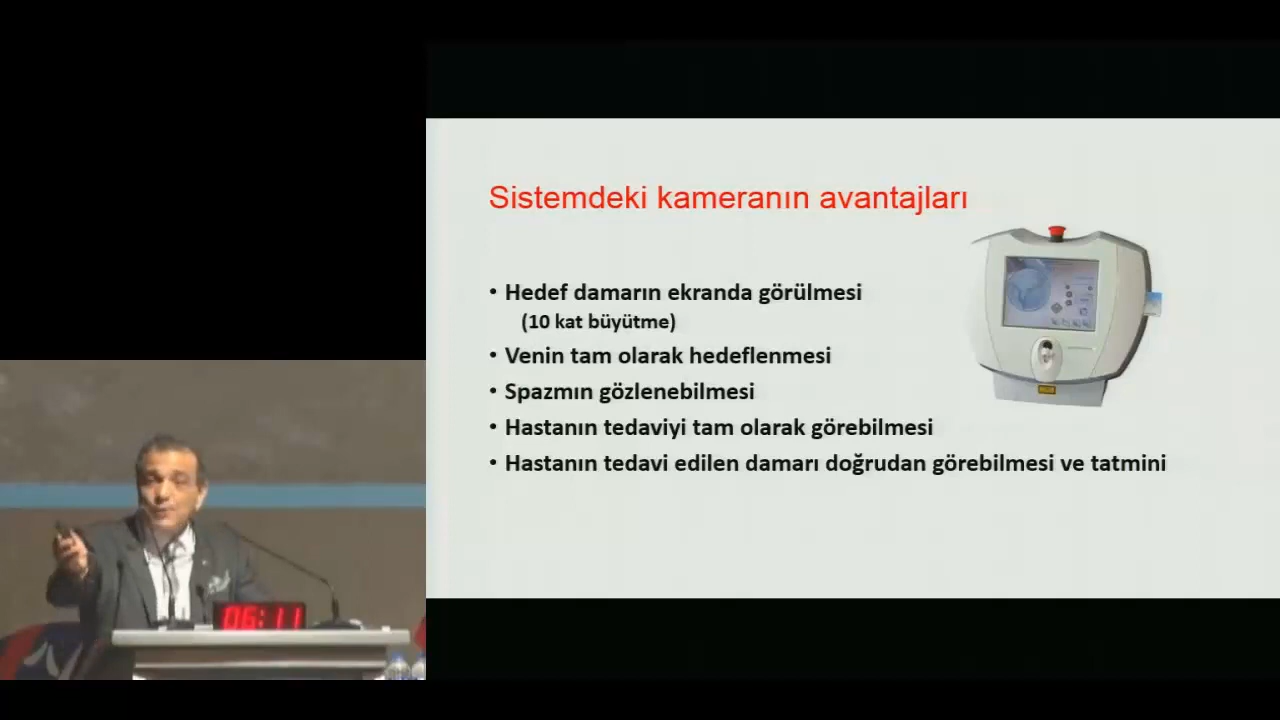 Sistemdeki kameranın avantajları
• Hedef damarın ekranda görülmesi
(10 kat büyütme)
• Venin tam olarak hedeflenmesi
• Spazmın gözlenebilmesi
• Hastanın tedaviyi tam olarak görebilmesi
• Hastanın tedavi edilen damarı doğrudan görebilmesi ve tatmini
06:11